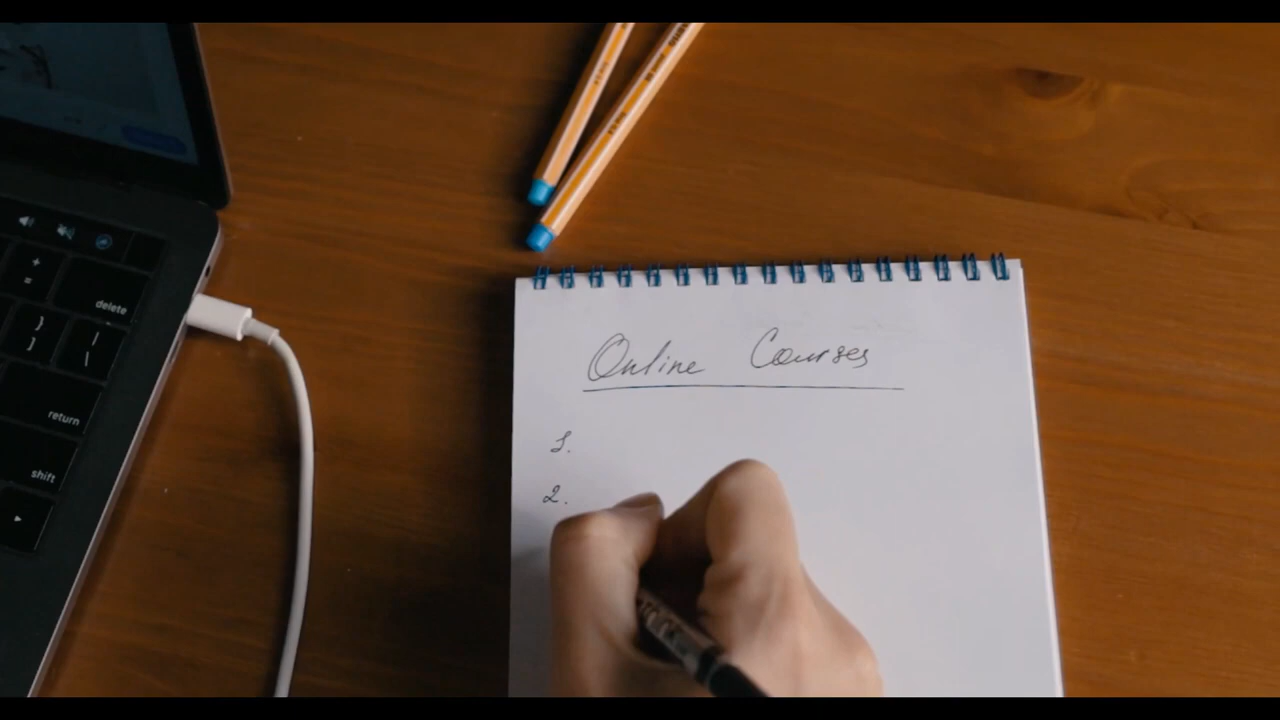 Online Courses
1.
2.
+
=
delete
}
]
|
\
return
shift